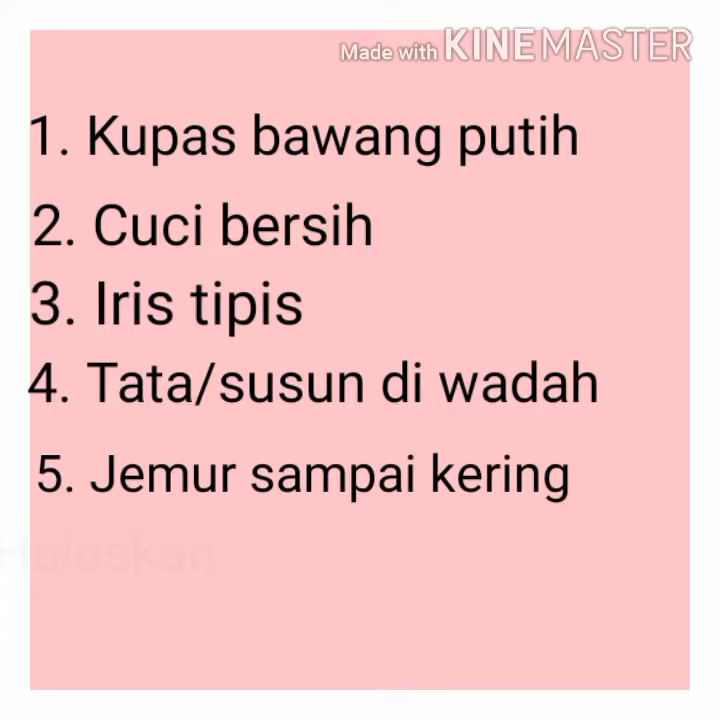 Made with KINEMASTER
1. Kupas bawang putih
2. Cuci bersih
3. Iris tipis
4. Tata/susun di wadah
5. Jemur sampai kering
Haluskan